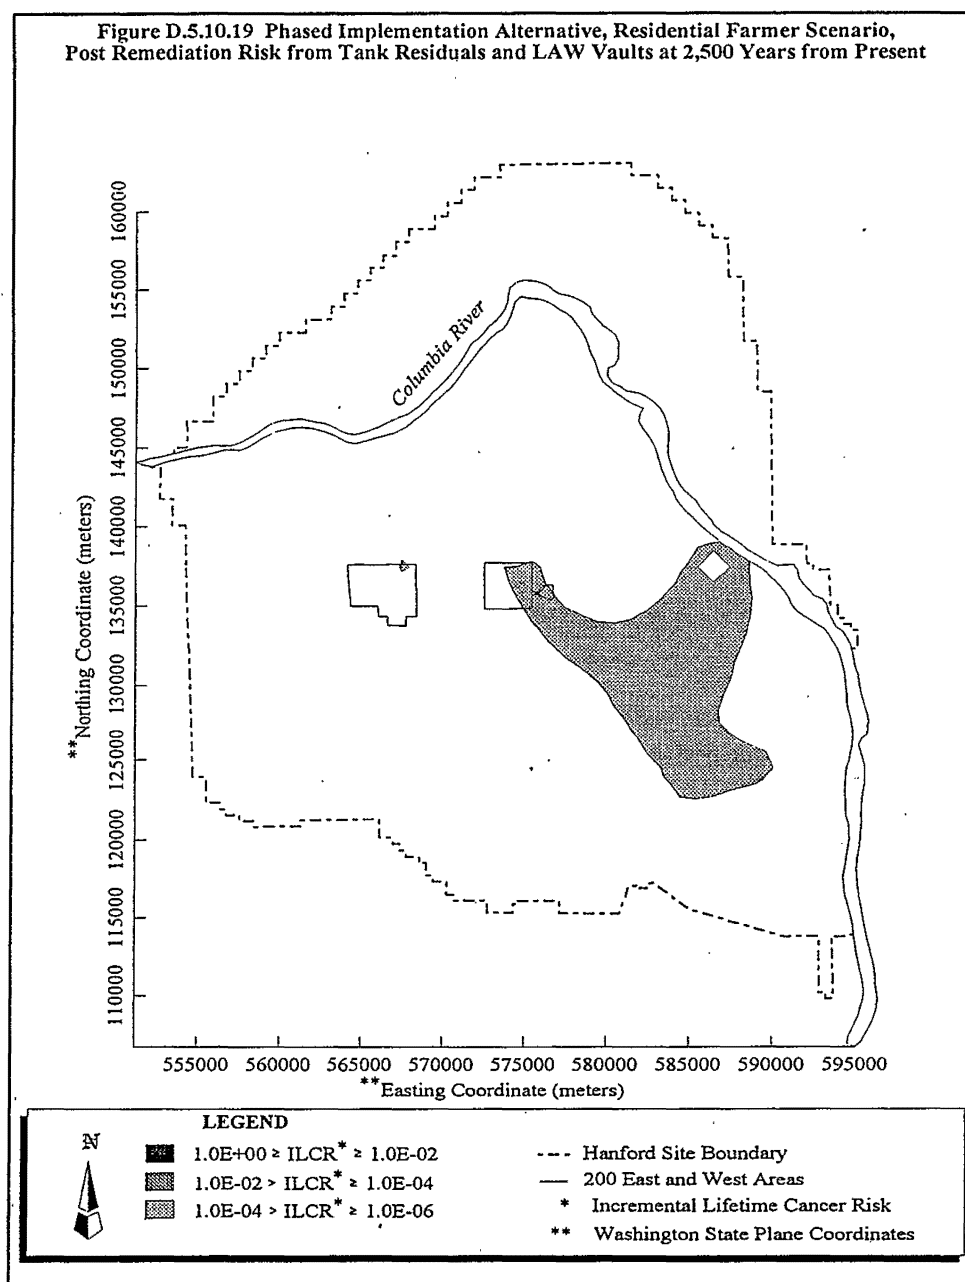 Figure D.5.10.19 Phased Implementation Alternative, Residential Farmer Scenario,
Post Remediation Risk from Tank Residuals and LAW Vaults at 2,500 Years from Present
160000
155000
150000
145000
140000
135000
130000
125000
120000
115000
110000
**Northing Coordinate (meters)
Columbia River
555000 560000 565000 570000 575000 580000 585000 590000 595000
**Easting Coordinate (meters)
LEGEND
N
1.0E+00 ≥ ILCR* ≥ 1.0E-02
1.0E-02 > ILCR* ≥ 1.0E-04
1.0E-04 > ILCR* ≥ 1.0E-06
Hanford Site Boundary
200 East and West Areas
* Incremental Lifetime Cancer Risk
** Washington State Plane Coordinates